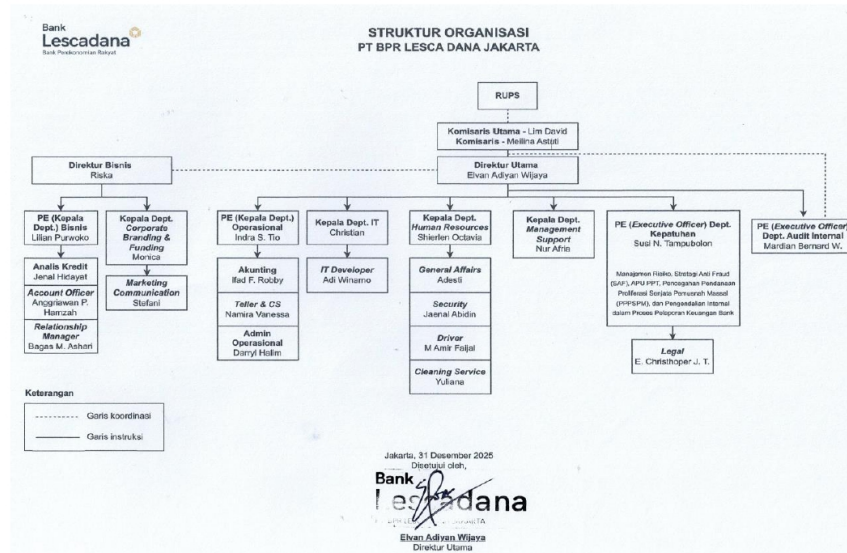 Bank
Lescadana
Bank Perekonomian Rakyat
STRUKTUR ORGANISASI
PT BPR LESCA DANA JAKARTA
RUPS
Komisaris Utama - Lim David
Komisaris - Meilina Astuti
Direktur Bisnis
Riska
Direktur Utama
Elvan Adiyan Wijaya
PE (Kepala
Dept.) Bisnis
Lilian Purwoko
Kepala Dept.
Corporate
Branding &
Funding
Monica
PE (Kepala Dept.)
Operasional
Indra S. Tio
Kepala Dept. IT
Christian
Kepala Dept.
Human Resources
Shierlen Octavia
Kepala Dept.
Management
Support
Nur Afrin
PE (Executive Officer) Dept.
Kepatuhan
Susi N. Tampubolon
Manajemen Risiko, Strategi Anti Fraud
(SAF), APU PPT, Pencegahan Pendanaan
Proliferasi Senjata Pemusnah Massal
(PPPSPM), dan Pengendalian Internal
dalam Proses Pelaporan Keuangan Bank
PE (Executive Officer)
Dept. Audit Internal
Mardian Bernard W.
Analis Kredit
Jenal Hidayat
Account Officer
Anggriawan P.
Hamzah
Relationship
Manager
Bagas M. Ashari
Marketing
Communication
Stefani
Akunting
Ifad F. Robby
Teller & CS
Namira Vanessa
Admin
Operasional
Darryl Halim
IT Developer
Adi Winarno
General Affairs
Adesti
Security
Jaenal Abidin
Driver
M Amir Faijal
Cleaning Service
Yuliana
Legal
E. Christhoper J. T.
Keterangan
Garis koordinasi
Garis instruksi
Jakarta, 31 Desember 2025
Disetujui oleh,
Bank
Lescadana
Elvan Adiyan Wijaya
Direktur Utama